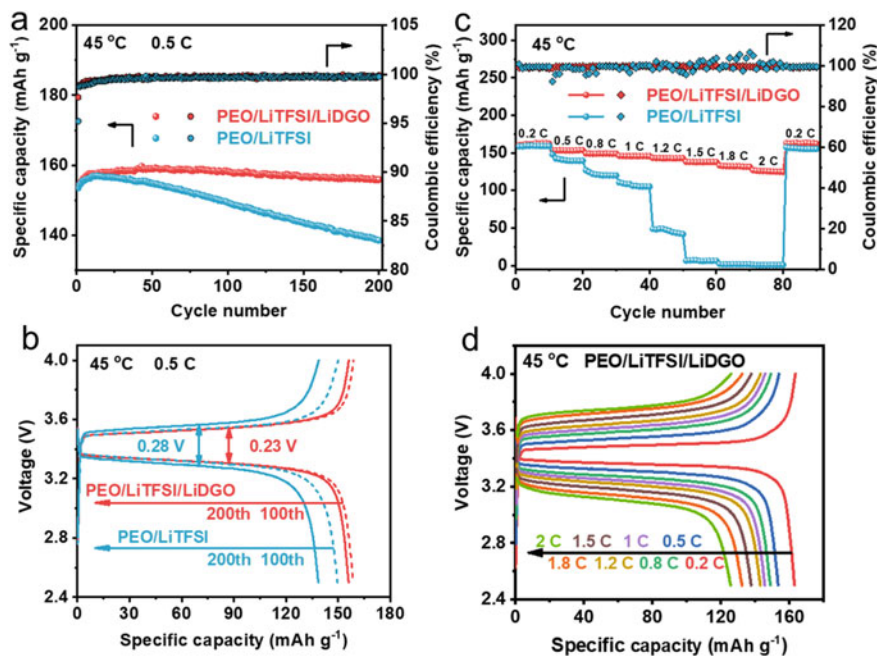 a
45 °C 0.5 C
PEO/LiTFSI/LiDGO
PEO/LiTFSI
Specific capacity (mAh g⁻¹)
200
180
160
140
Coulombic efficiency (%)
100
95
90
85
80
0 50 100 150 200
Cycle number
c
45 °C
PEO/LiTFSI/LiDGO
PEO/LiTFSI
0.2 C 0.5 C 0.8 C 1 C 1.2 C 1.5 C 1.8 C 2 C 0.2 C
Specific capacity (mAh g⁻¹)
300
250
200
150
100
50
0
Coulombic efficiency (%)
120
100
80
60
40
20
0
0 20 40 60 80
Cycle number
b
45 °C 0.5 C
0.28 V 0.23 V
PEO/LiTFSI/LiDGO
200th 100th
PEO/LiTFSI
200th 100th
Voltage (V)
4.0
3.6
3.2
2.8
2.4
0 30 60 90 120 150 180
Specific capacity (mAh g⁻¹)
d
45 °C PEO/LiTFSI/LiDGO
2 C 1.5 C 1 C 0.5 C
1.8 C 1.2 C 0.8 C 0.2 C
Voltage (V)
4.0
3.6
3.2
2.8
2.4
0 40 80 120 160
Specific capacity (mAh g⁻¹)